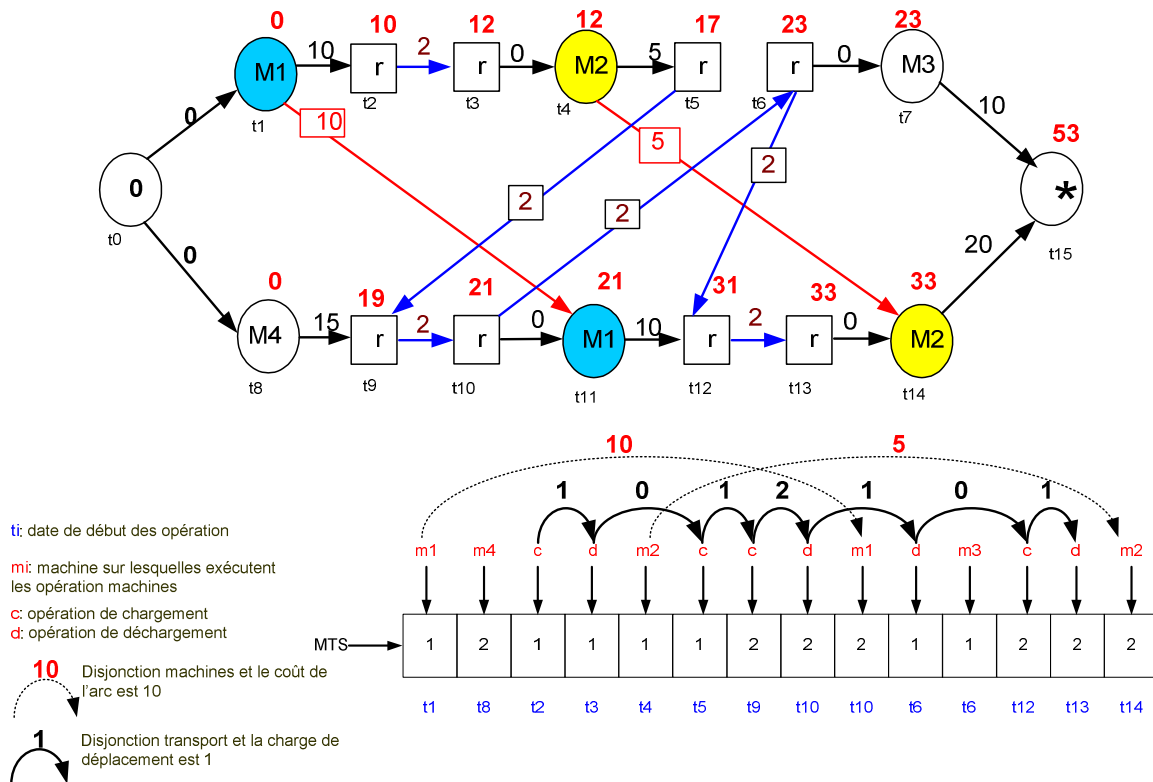 0 10 12 12 17 23 23
10 2 0 5 0
M1 r r M2 r r M3
t1 t2 t3 t4 t5 t6 t7
10 5 10
0 2 53
0 2 2 *
t0 t15
0 20
0 19 21 21 31 33 33
15 2 0 10 2 0
M4 r r M1 r r M2
t8 t9 t10 t11 t12 t13 t14
10 5
1 0 1 2 1 0 1
ti: date de début des opération
m1 m4 c d m2 c c d m1 d m3 c d m2
mi: machine sur lesquelles exécutent
les opération machines
c: opération de chargement
d: opération de déchargement
MTS 1 2 1 1 1 1 2 2 2 1 1 2 2 2
10 Disjonction machines et le coût de
l'arc est 10
t1 t8 t2 t3 t4 t5 t9 t10 t10 t6 t6 t12 t13 t14
1 Disjonction transport et la charge de
déplacement est 1